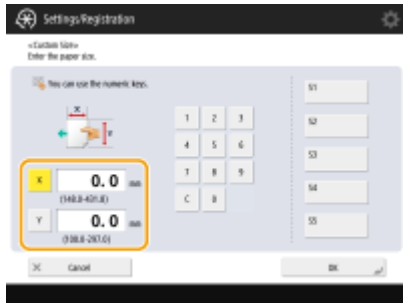 Settings/Registration
<Custom Size>
Enter the paper size.
You can use the numeric keys.
X
Y
1 2 3
4 5 6
7 8 9
C 0
X 0.0 mm
(148.0-431.8)
Y 0.0 mm
(100.0-297.0)
S1
S2
S3
S4
S5
Cancel
OK